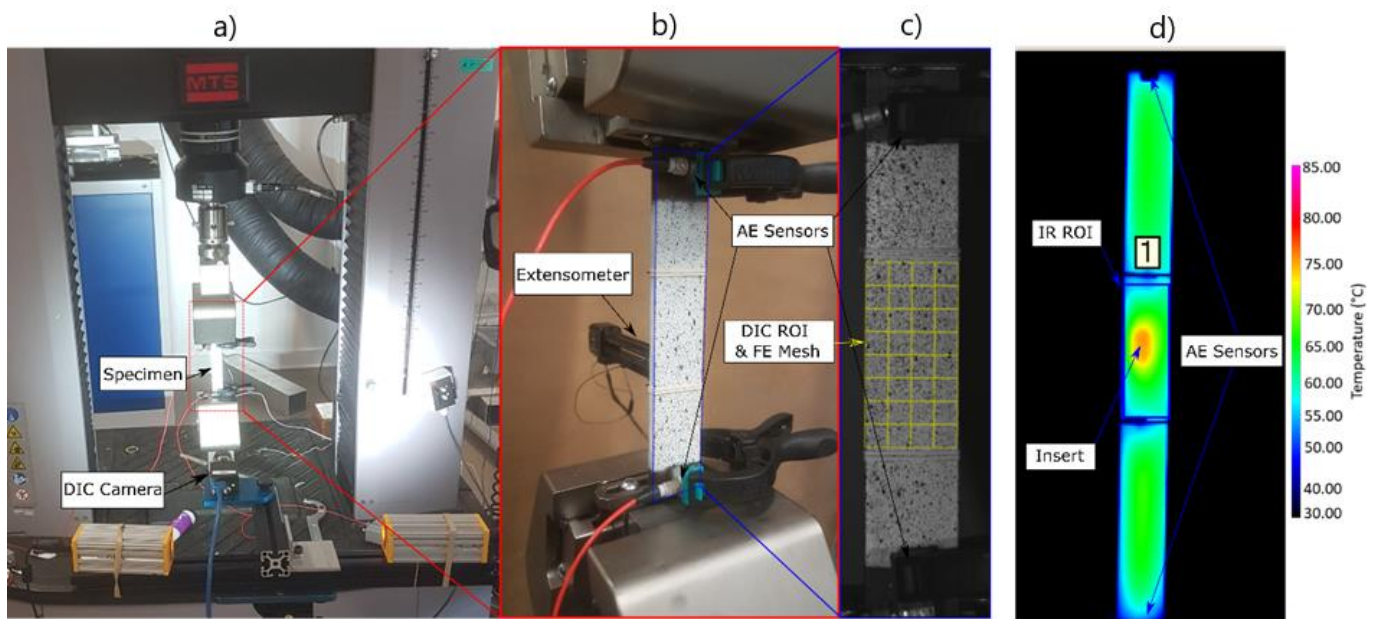 a)
b)
c)
d)
MTS
Specimen
DIC Camera
Extensometer
AE Sensors
DIC ROI
& FE Mesh
IR ROI
1
Insert
AE Sensors
85.00
80.00
75.00
70.00
65.00
60.00
55.00
50.00
40.00
30.00
Temperature (°C)